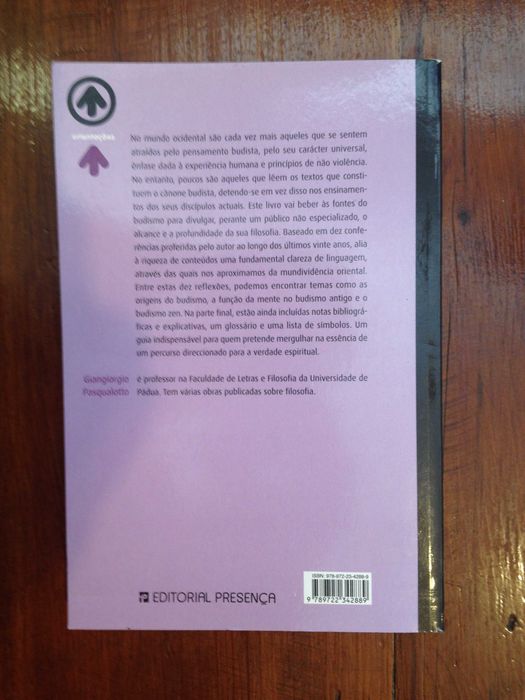 orientações
No mundo ocidental são cada vez mais aqueles que se sentem
atraídos pelo pensamento budista, pelo seu carácter universal,
ênfase dada à experiência humana e princípios de não violência.
No entanto, poucos são aqueles que lêem os textos que consti-
tuem o cânone budista, detendo-se em vez disso nos ensinamen-
tos dos seus discípulos actuais. Este livro vai beber às fontes do
budismo para divulgar, perante um público não especializado, o
alcance e a profundidade da sua filosofia. Baseado em dez confe-
rências proferidas pelo autor ao longo dos últimos vinte anos, alia
à riqueza de conteúdos uma fundamental clareza de linguagem,
através das quais nos aproximamos da mundividência oriental.
Entre estas dez reflexões, podemos encontrar temas como as
origens do budismo, a função da mente no budismo antigo e o
budismo zen. Na parte final, estão ainda incluídas notas bibliográ-
ficas e explicativas, um glossário e uma lista de símbolos. Um
guia indispensável para quem pretende mergulhar na essência de
um percurso direccionado para a verdade espiritual.
Giangiorgio Pasqualotto
é professor na Faculdade de Letras e Filosofia da Universidade de
Pádua. Tem várias obras publicadas sobre filosofia.
ISBN: 978-972-23-4288-9
9 789722 342889
EDITORIAL PRESENÇA